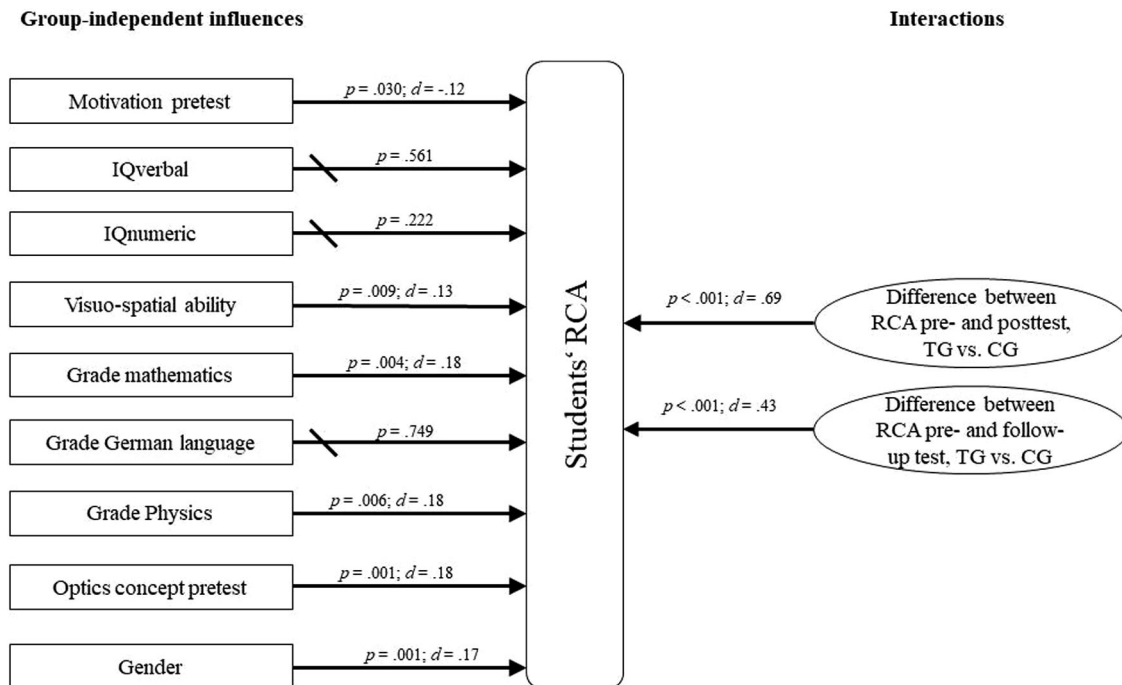 Group-independent influences
Interactions
Motivation pretest
p = .030; d = -.12
IQverbal
p = .561
IQnumeric
p = .222
Visuo-spatial ability
p = .009; d = .13
Grade mathematics
p = .004; d = .18
Grade German language
p = .749
Grade Physics
p = .006; d = .18
Optics concept pretest
p = .001; d = .18
Gender
p = .001; d = .17
Students‘ RCA
p < .001; d = .69
Difference between
RCA pre- and posttest,
TG vs. CG
p < .001; d = .43
Difference between
RCA pre- and follow-
up test, TG vs. CG